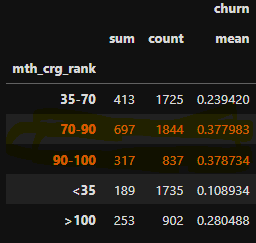 churn
sum count mean
mth_crg_rank
35-70 413 1725 0.239420
70-90 697 1844 0.377983
90-100 317 837 0.378734
<35 189 1735 0.108934
>100 253 902 0.280488